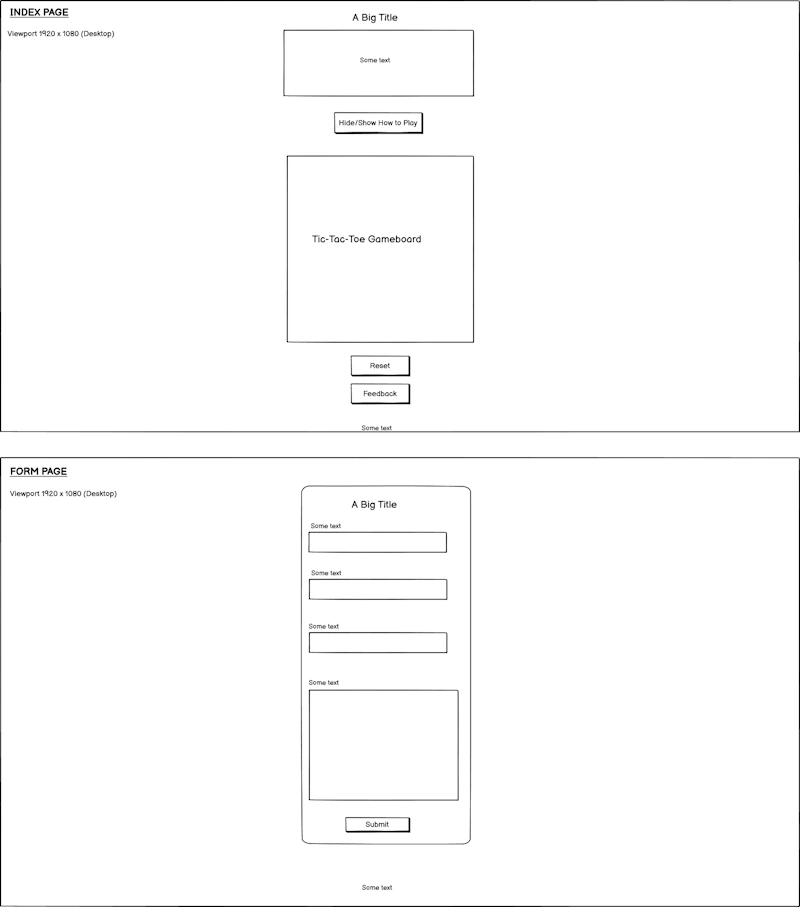 INDEX PAGE
A Big Title
Viewport 1920 x 1080 (Desktop)
Some text
Hide/Show How to Play
Tic-Tac-Toe Gameboard
Reset
Feedback
Some text
FORM PAGE
Viewport 1920 x 1080 (Desktop)
A Big Title
Some text
Some text
Some text
Some text
Submit
Some text